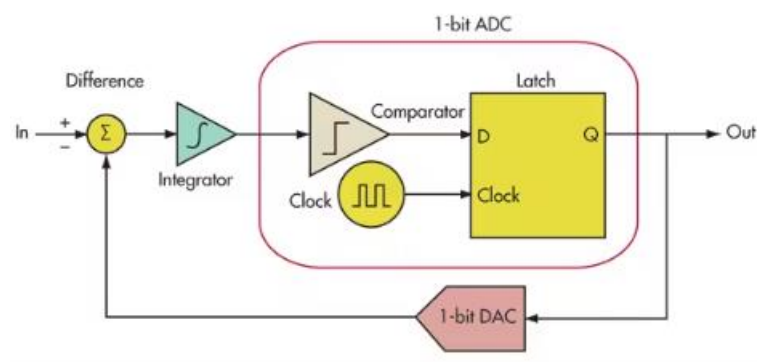 1-bit ADC
Difference
Latch
Comparator
In
+
−
Σ
D
Q
Out
Integrator
Clock
Clock
1-bit DAC